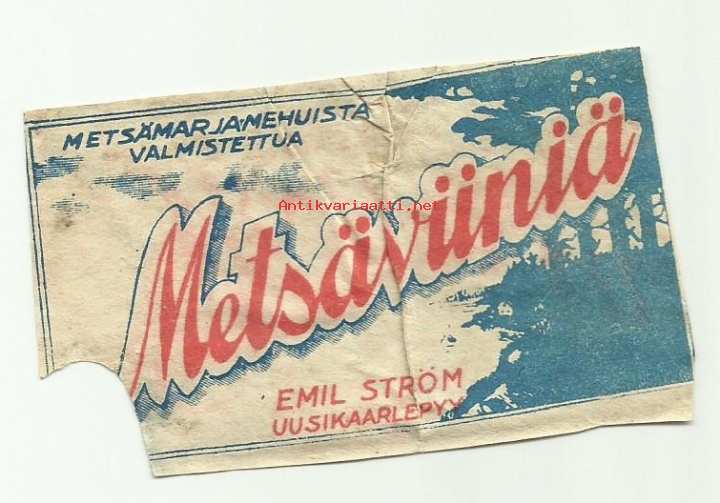 METSÄMARJAMEHUISTA
VALMISTETTUA
Metsäviiniä
Antikvariaatti.net
EMIL STRÖM
UUSIKAARLEPYY